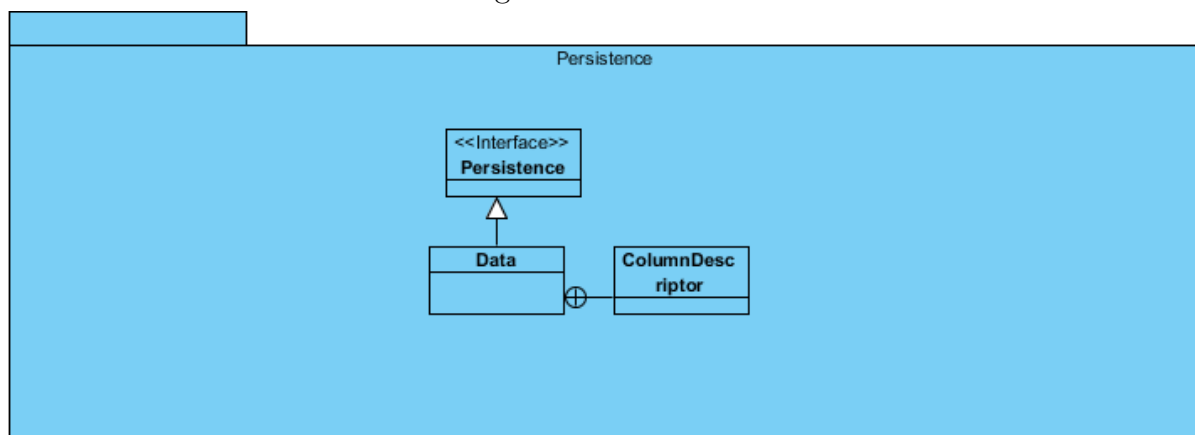 Persistence
<<Interface>>
Persistence
Data
ColumnDesc
riptor